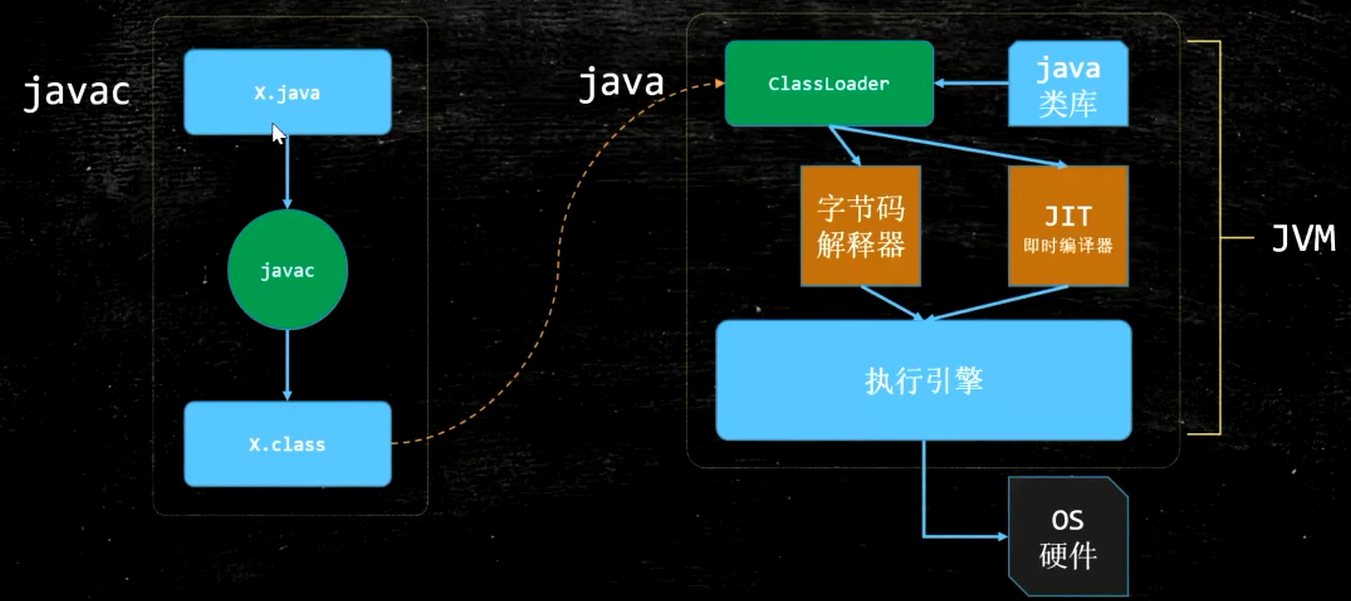 javac
X.java
javac
X.class
java
ClassLoader
java
类库
字节码
解释器
JIT
即时编译器
执行引擎
JVM
OS
硬件